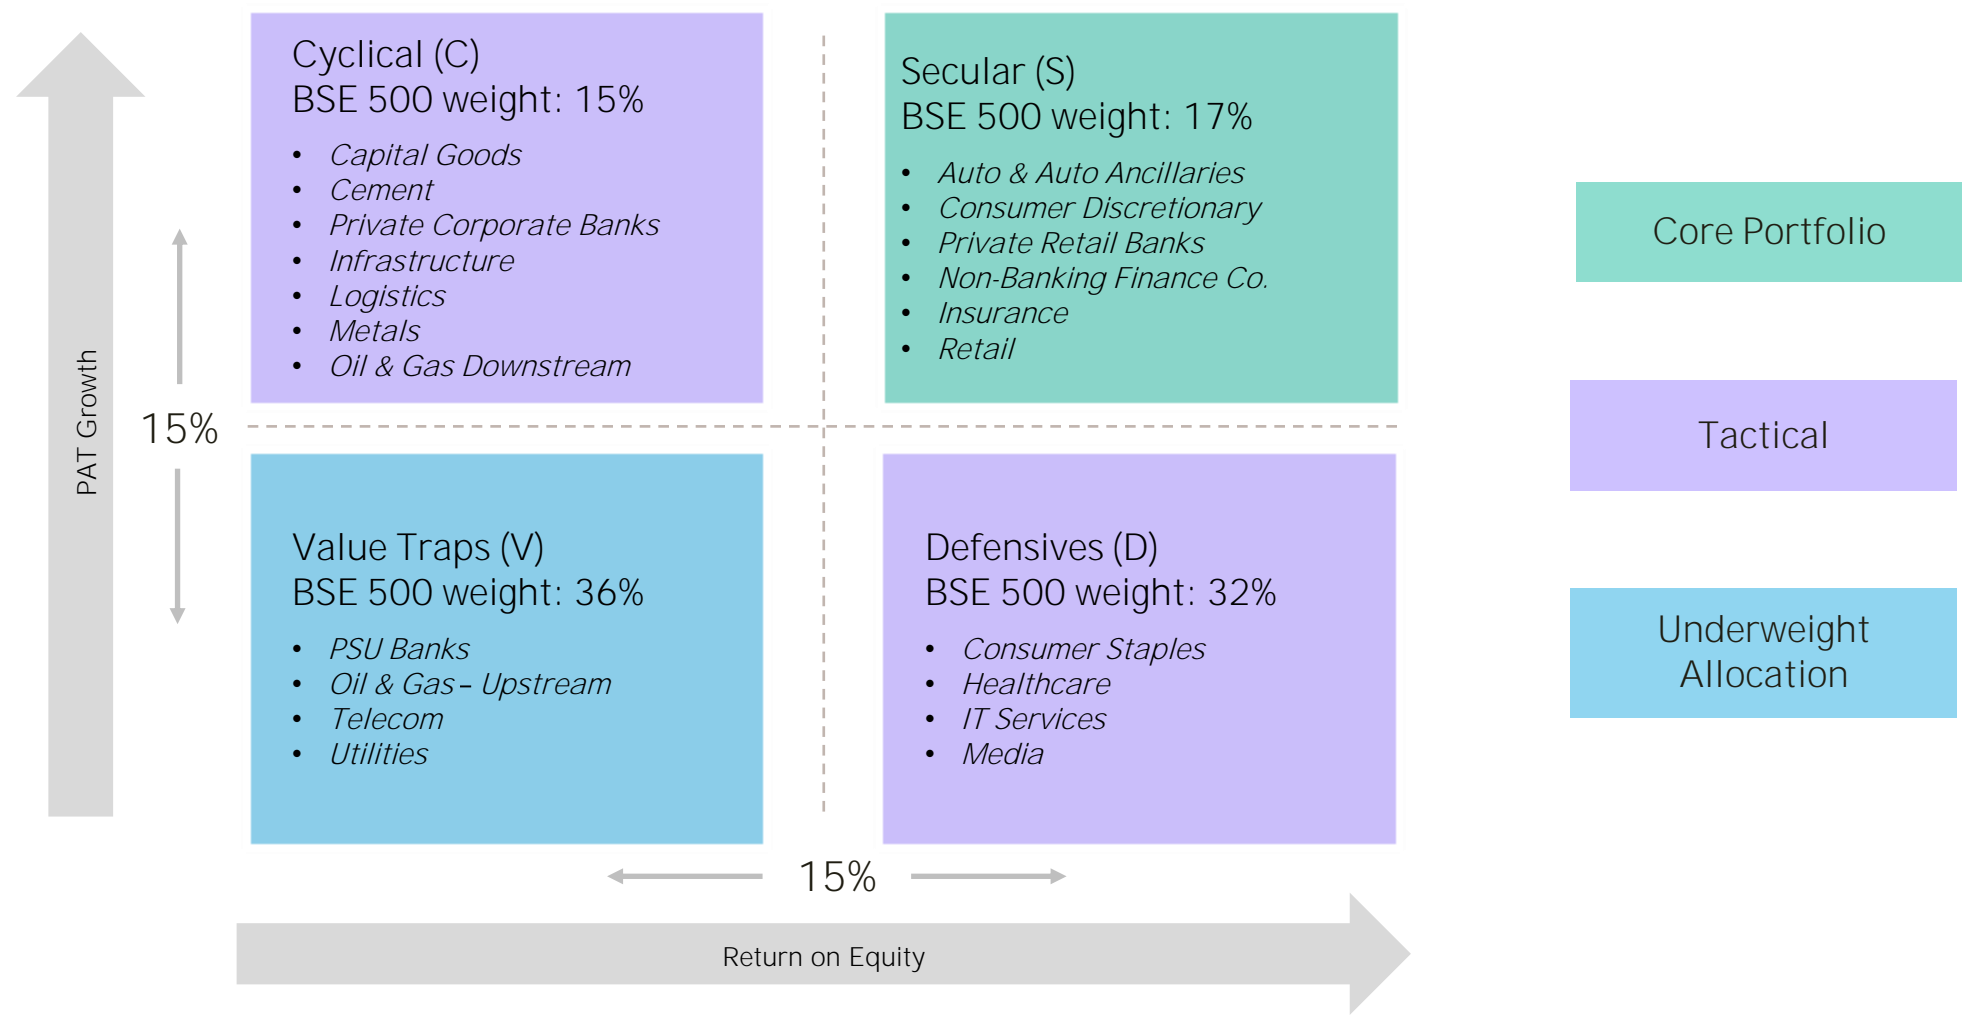 Cyclical (C)
BSE 500 weight: 15%
• Capital Goods
• Cement
• Private Corporate Banks
• Infrastructure
• Logistics
• Metals
• Oil & Gas Downstream
Secular (S)
BSE 500 weight: 17%
• Auto & Auto Ancillaries
• Consumer Discretionary
• Private Retail Banks
• Non-Banking Finance Co.
• Insurance
• Retail
PAT Growth
15%
Value Traps (V)
BSE 500 weight: 36%
• PSU Banks
• Oil & Gas – Upstream
• Telecom
• Utilities
Defensives (D)
BSE 500 weight: 32%
• Consumer Staples
• Healthcare
• IT Services
• Media
15%
Return on Equity
Core Portfolio
Tactical
Underweight
Allocation